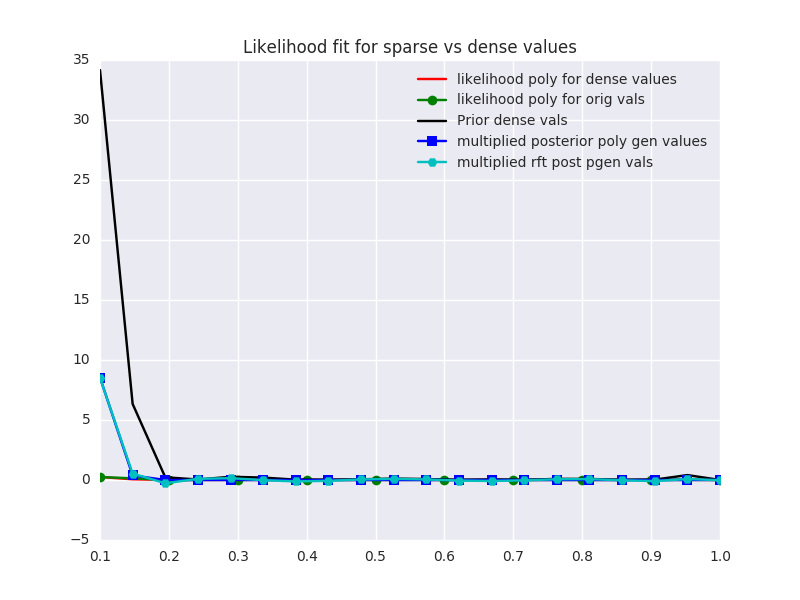 Likelihood fit for sparse vs dense values
35
30
25
20
15
10
5
0
−5
likelihood poly for dense values
likelihood poly for orig vals
Prior dense vals
multiplied posterior poly gen values
multiplied rft post pgen vals
0.1 0.2 0.3 0.4 0.5 0.6 0.7 0.8 0.9 1.0